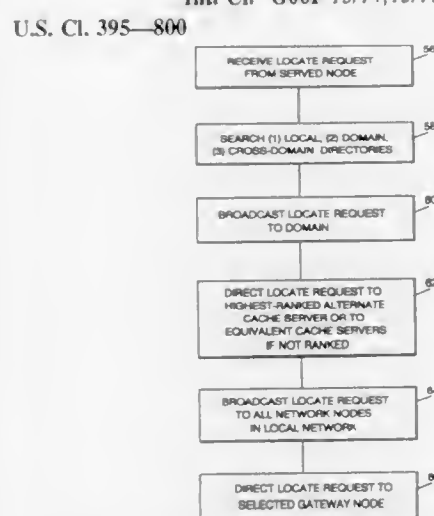 U.S. Cl. 395—800
56
RECEIVE LOCATE REQUEST
FROM SERVED NODE
58
SEARCH (1) LOCAL, (2) DOMAIN,
(3) CROSS-DOMAIN DIRECTORIES
BROADCAST LOCATE REQUEST
TO DOMAIN
62
DIRECT LOCATE REQUEST TO
HIGHEST-RANKED ALTERNATE
CACHE SERVER OR TO
EQUIVALENT CACHE SERVERS
IF NOT RANKED
BROADCAST LOCATE REQUEST
TO ALL NETWORK NODES
IN LOCAL NETWORK
DIRECT LOCATE REQUEST TO
SELECTED GATEWAY NODE